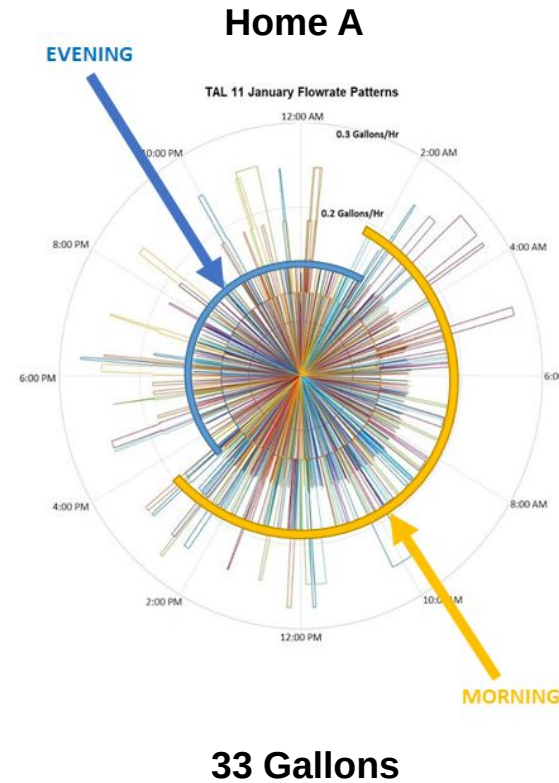 Home A
EVENING
TAL 11 January Flowrate Patterns
12:00 AM
0.3 Gallons/Hr
10:00 PM
2:00 AM
0.2 Gallons/Hr
8:00 PM
4:00 AM
6:00 PM
6:0
4:00 PM
8:00 AM
2:00 PM
12:00 PM
MORNING
33 Gallons